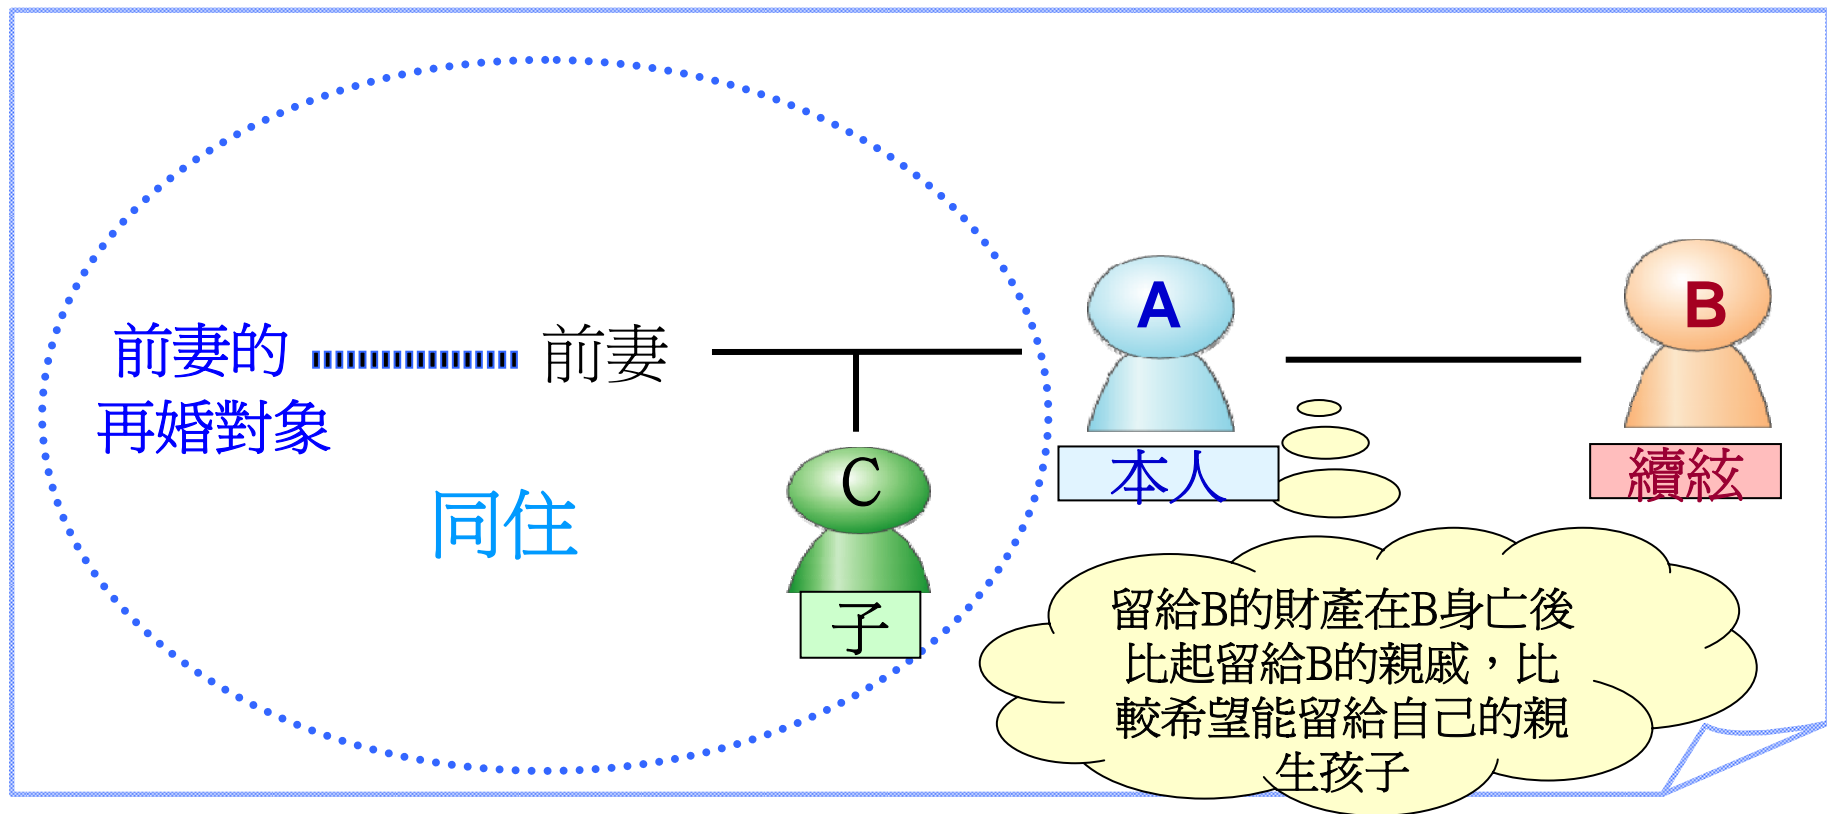 A
B
前妻的
再婚對象
前妻
本人
續絃
C
同住
子
留給B的財產在B身亡後
比起留給B的親戚，比
較希望能留給自己的親
生孩子